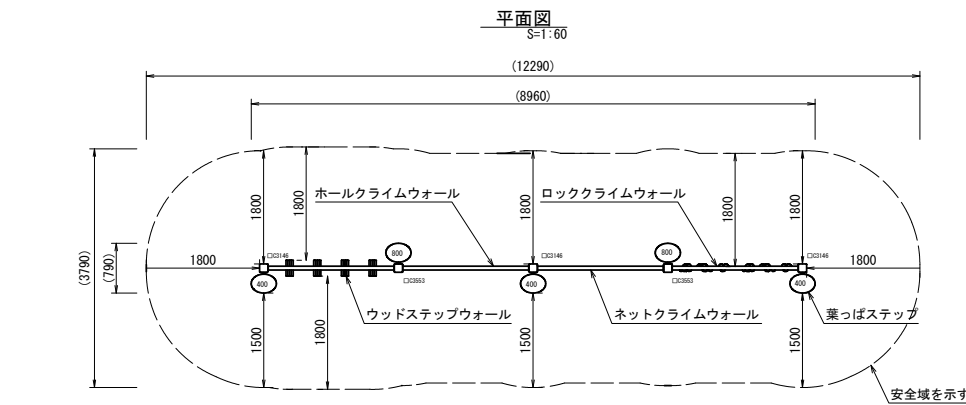 平面図
S=1:60
(12290)
(8960)
(3790)
(790)
1800
1800
1800
1800
1800
ホールクライムウォール
ロッククライムウォール
1800
1800
□C3146
□C3146
□C3146
800
800
400
400
400
□C3553
□C3553
ウッドステップウォール
ネットクライムウォール
葉っぱステップ
1500
1800
1500
1500
安全域を示す